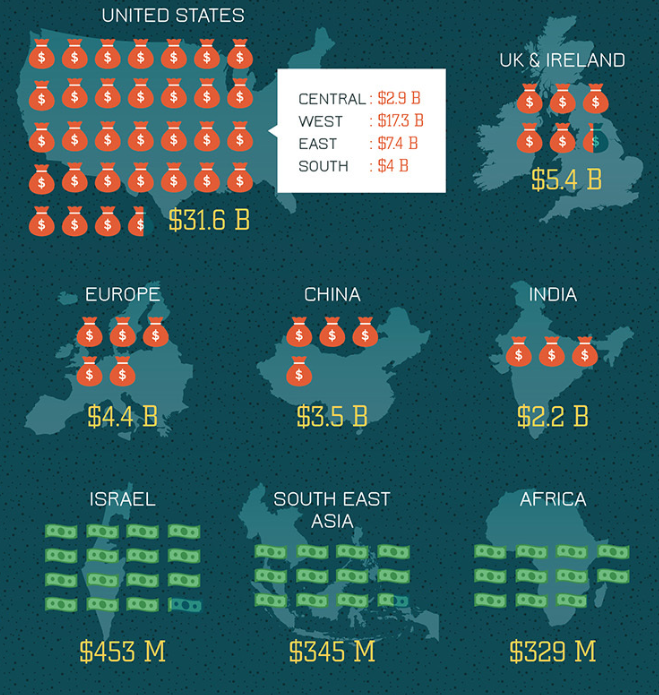 UNITED STATES
$31.6 B
CENTRAL : $2.9 B
WEST : $17.3 B
EAST : $7.4 B
SOUTH : $4 B
UK & IRELAND
$5.4 B
EUROPE
$4.4 B
CHINA
$3.5 B
INDIA
$2.2 B
ISRAEL
$453 M
SOUTH EAST
ASIA
$345 M
AFRICA
$329 M